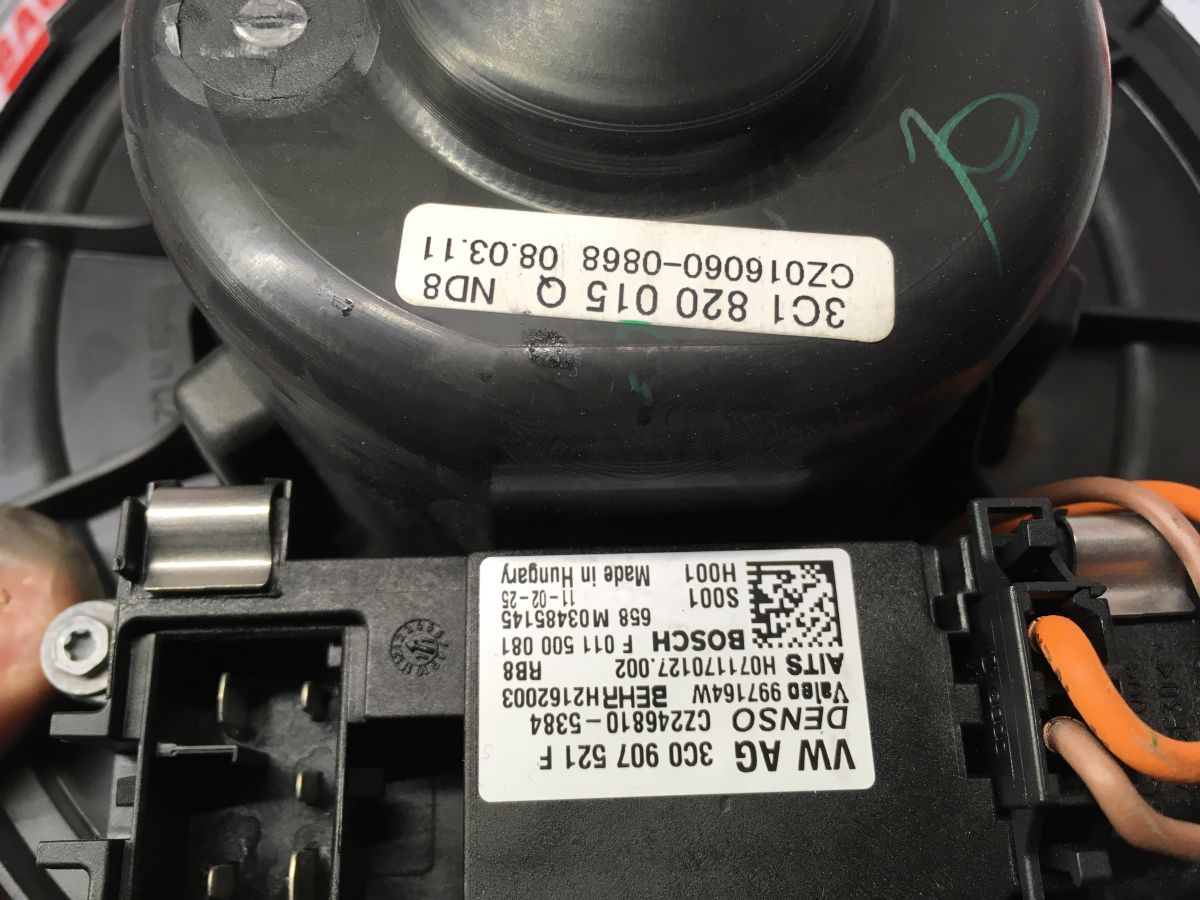 3C1 820 015 Q ND8
CZ016060-0868 08.03.11
VW AG 3C0 907 521 F
DENSO CZ246810-5384
Valeo 997164W BEHR H2162003
AITS H0711170127.002 RB8
BOSCH F 011 500 081
658 M03485145
S001 11-02-25
H001 Made in Hungary